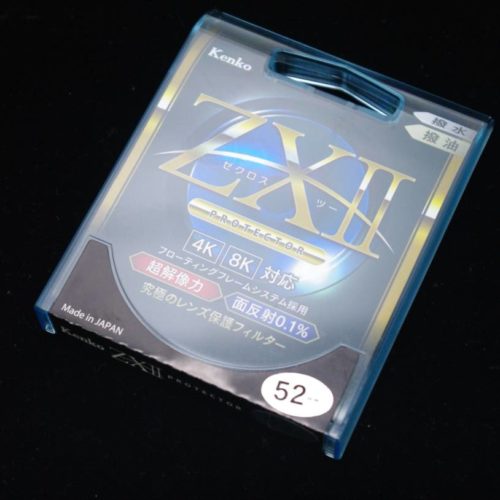 Kenko
撥水
撥油
ZXII
ゼクロス ツー
PROTECTOR
4K 8K 対応
フローティングフレームシステム採用
超解像力 面反射0.1%
究極のレンズ保護フィルター
Made in JAPAN
Kenko
ZXII PROTECTOR
52mm